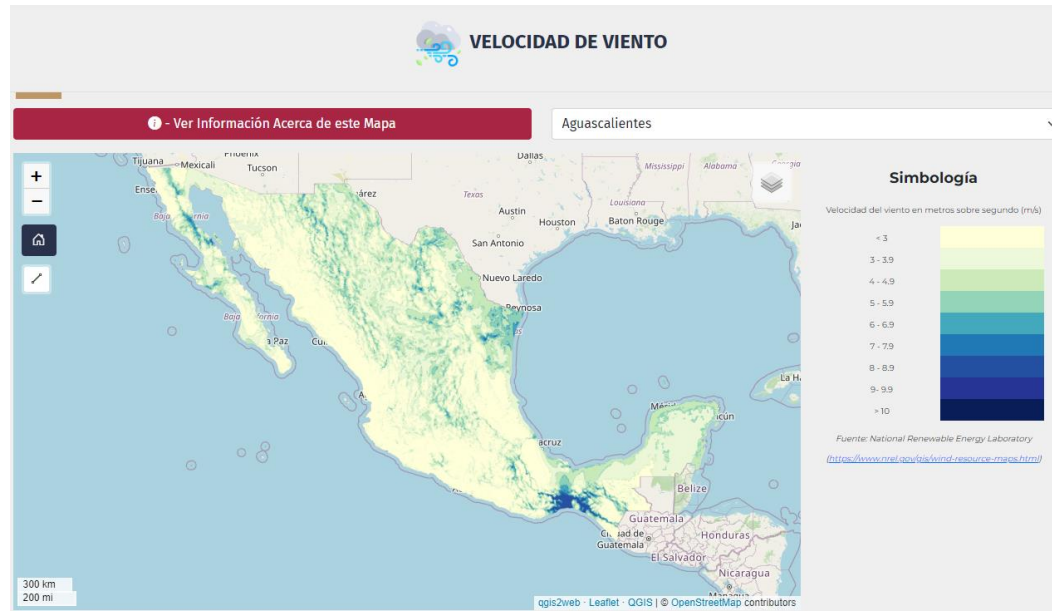 VELOCIDAD DE VIENTO
- Ver Información Acerca de este Mapa
Aguascalientes
+
−
Tijuana
Mexicali
Phoenix
Tucson
Dallas
Mississippi
Alabama
Georgia
Texas
Louisiana
Austin
Houston
Baton Rouge
San Antonio
Nuevo Laredo
Reynosa
Baja
Belize
Guatemala
Honduras
Ciudad de
Guatemala
El Salvador
Nicaragua
Managua
300 km
200 mi
qgis2web · Leaflet · QGIS | © OpenStreetMap contributors
Simbología
Velocidad del viento en metros sobre segundo (m/s)
< 3
3 - 3.9
4 - 4.9
5 - 5.9
6 - 6.9
7 - 7.9
8 - 8.9
9- 9.9
> 10
Fuente: National Renewable Energy Laboratory
(https://www.nrel.gov/gis/wind-resource-maps.html)